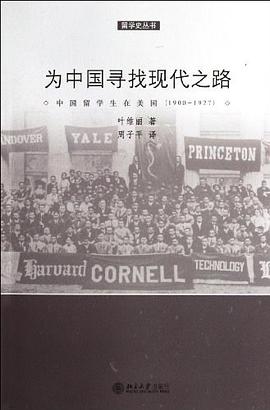 留学史丛书
为中国寻找现代之路
◇ 中国留学生在美国(1900-1927) ◇
叶维丽 著
周子平 译
ANDOVER YALE PRINCETON
Harvard CORNELL TECHNOLOGY
北京大学出版社